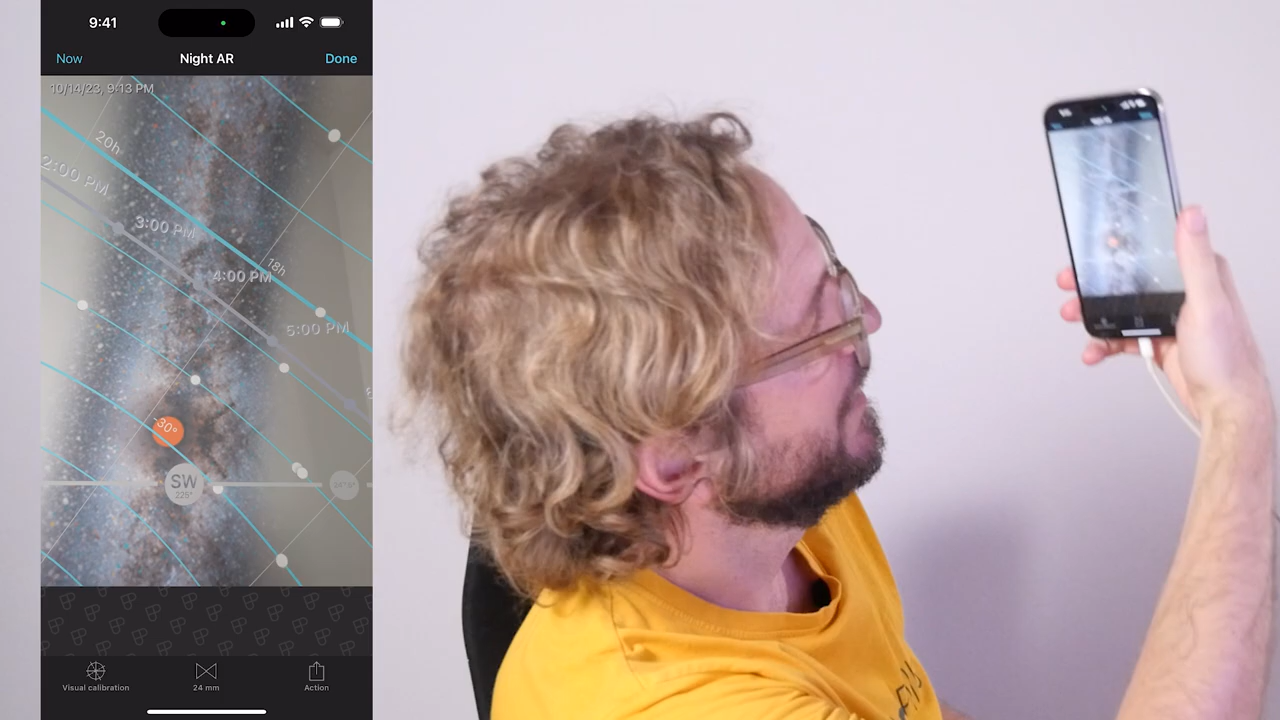 9:41
Now
Night AR
Done
10/14/23, 9:13 PM
20h
2:00 PM
3:00 PM
18h
4:00 PM
5:00 PM
-30°
SW
225°
Visual calibration
24 mm
Action